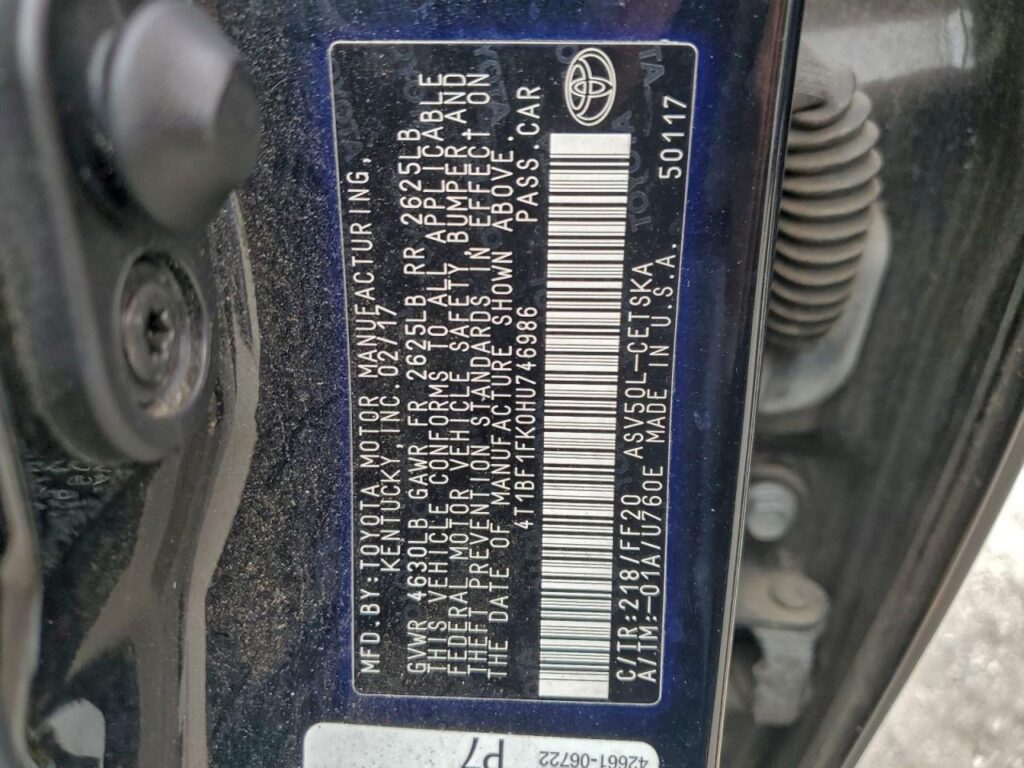 MFD.BY:TOYOTA MOTOR MANUFACTURING,
KENTUCKY, INC.02/17
GVWR 4630LB GAWR FR 2625LB RR 2625LB
THIS VEHICLE CONFORMS TO ALL APPLICABLE
FEDERAL MOTOR VEHICLE SAFETY, BUMPER, AND
THEFT PREVENTION STANDARDS IN EFFECT ON
THE DATE OF MANUFACTURE SHOWN ABOVE.
4T1BF1FK0HU746986 PASS.CAR
C/TR:218/FF20 ASV50L-CETSKA
A/TM:-01A/U760E MADE IN U.S.A. 50117
P7
42661-06722